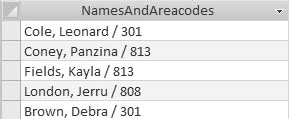 NamesAndAreacodes
Cole, Leonard / 301
Coney, Panzina / 813
Fields, Kayla / 813
London, Jerru / 808
Brown, Debra / 301